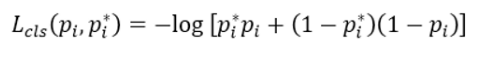 L_{cls}(p_i, p_i^*) = −log [p_i^* p_i + (1 − p_i^*)(1 − p_i)]